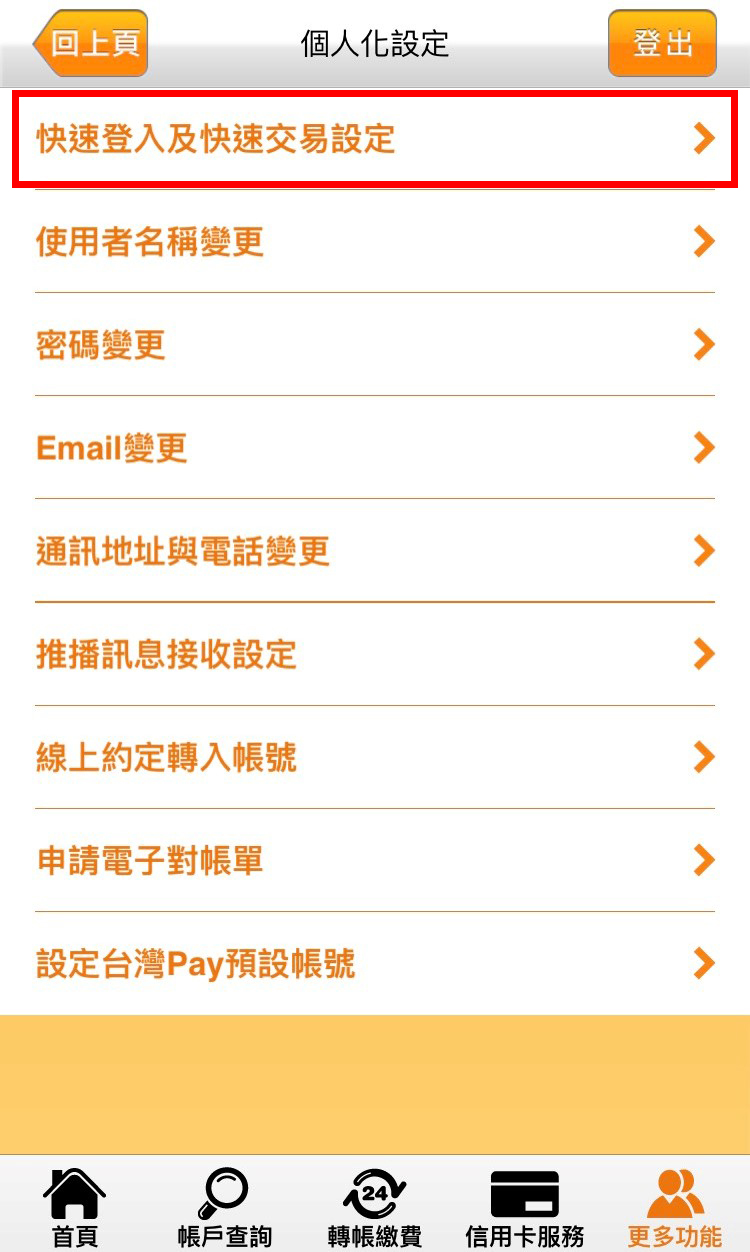 回上頁 個人化設定 登出
快速登入及快速交易設定
使用者名稱變更
密碼變更
Email變更
通訊地址與電話變更
推播訊息接收設定
線上約定轉入帳號
申請電子對帳單
設定台灣Pay預設帳號
24
首頁 帳戶查詢 轉帳繳費 信用卡服務 更多功能